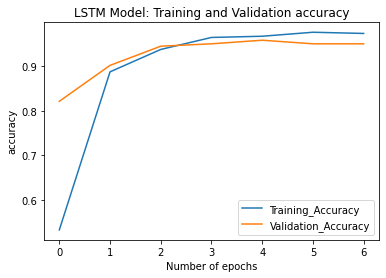 LSTM Model: Training and Validation accuracy
accuracy
0.9
0.8
0.7
0.6
Training_Accuracy
Validation_Accuracy
0 1 2 3 4 5 6
Number of epochs